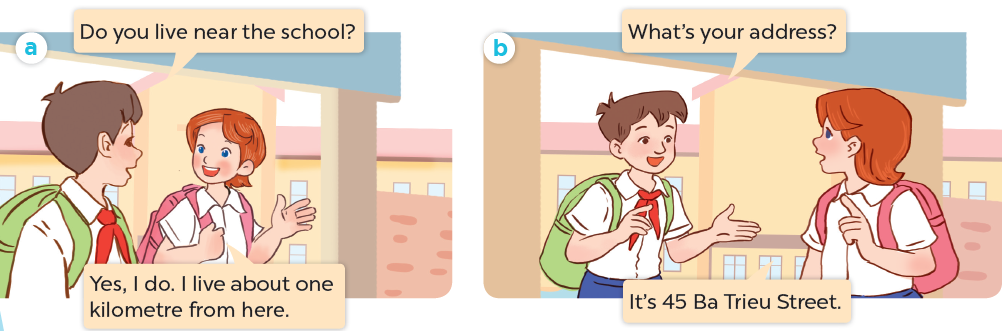 a
Do you live near the school?
Yes, I do. I live about one
kilometre from here.
b
What's your address?
It's 45 Ba Trieu Street.